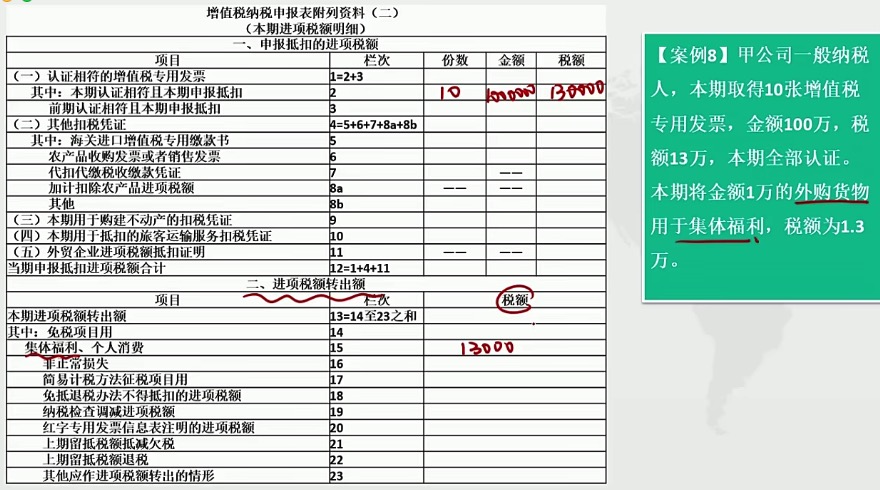 增值税纳税申报表附列资料（二）
（本期进项税额明细）
一、申报抵扣的进项税额
项目 栏次 份数 金额 税额
（一）认证相符的增值税专用发票 1=2+3
其中：本期认证相符且本期申报抵扣 2 10 1000000 130000
前期认证相符且本期申报抵扣 3
（二）其他扣税凭证 4=5+6+7+8a+8b
其中：海关进口增值税专用缴款书 5
农产品收购发票或者销售发票 6
代扣代缴税收缴款凭证 7 ——
加计扣除农产品进项税额 8a —— ——
其他 8b
（三）本期用于购建不动产的扣税凭证 9
（四）本期用于抵扣的旅客运输服务扣税凭证 10
（五）外贸企业进项税额抵扣证明 11 —— ——
当期申报抵扣进项税额合计 12=1+4+11
二、进项税额转出额
项目 栏次 税额
本期进项税额转出额 13=14至23之和
其中：免税项目用 14
集体福利、个人消费 15 13000
非正常损失 16
简易计税方法征税项目用 17
免抵退税办法不得抵扣的进项税额 18
纳税检查调减进项税额 19
红字专用发票信息表注明的进项税额 20
上期留抵税额抵减欠税 21
上期留抵税额退税 22
其他应作进项税额转出的情形 23
【案例8】甲公司一般纳税
人，本期取得10张增值税
专用发票，金额100万，税
额13万，本期全部认证。
本期将金额1万的外购货物
用于集体福利，税额为1.3
万。